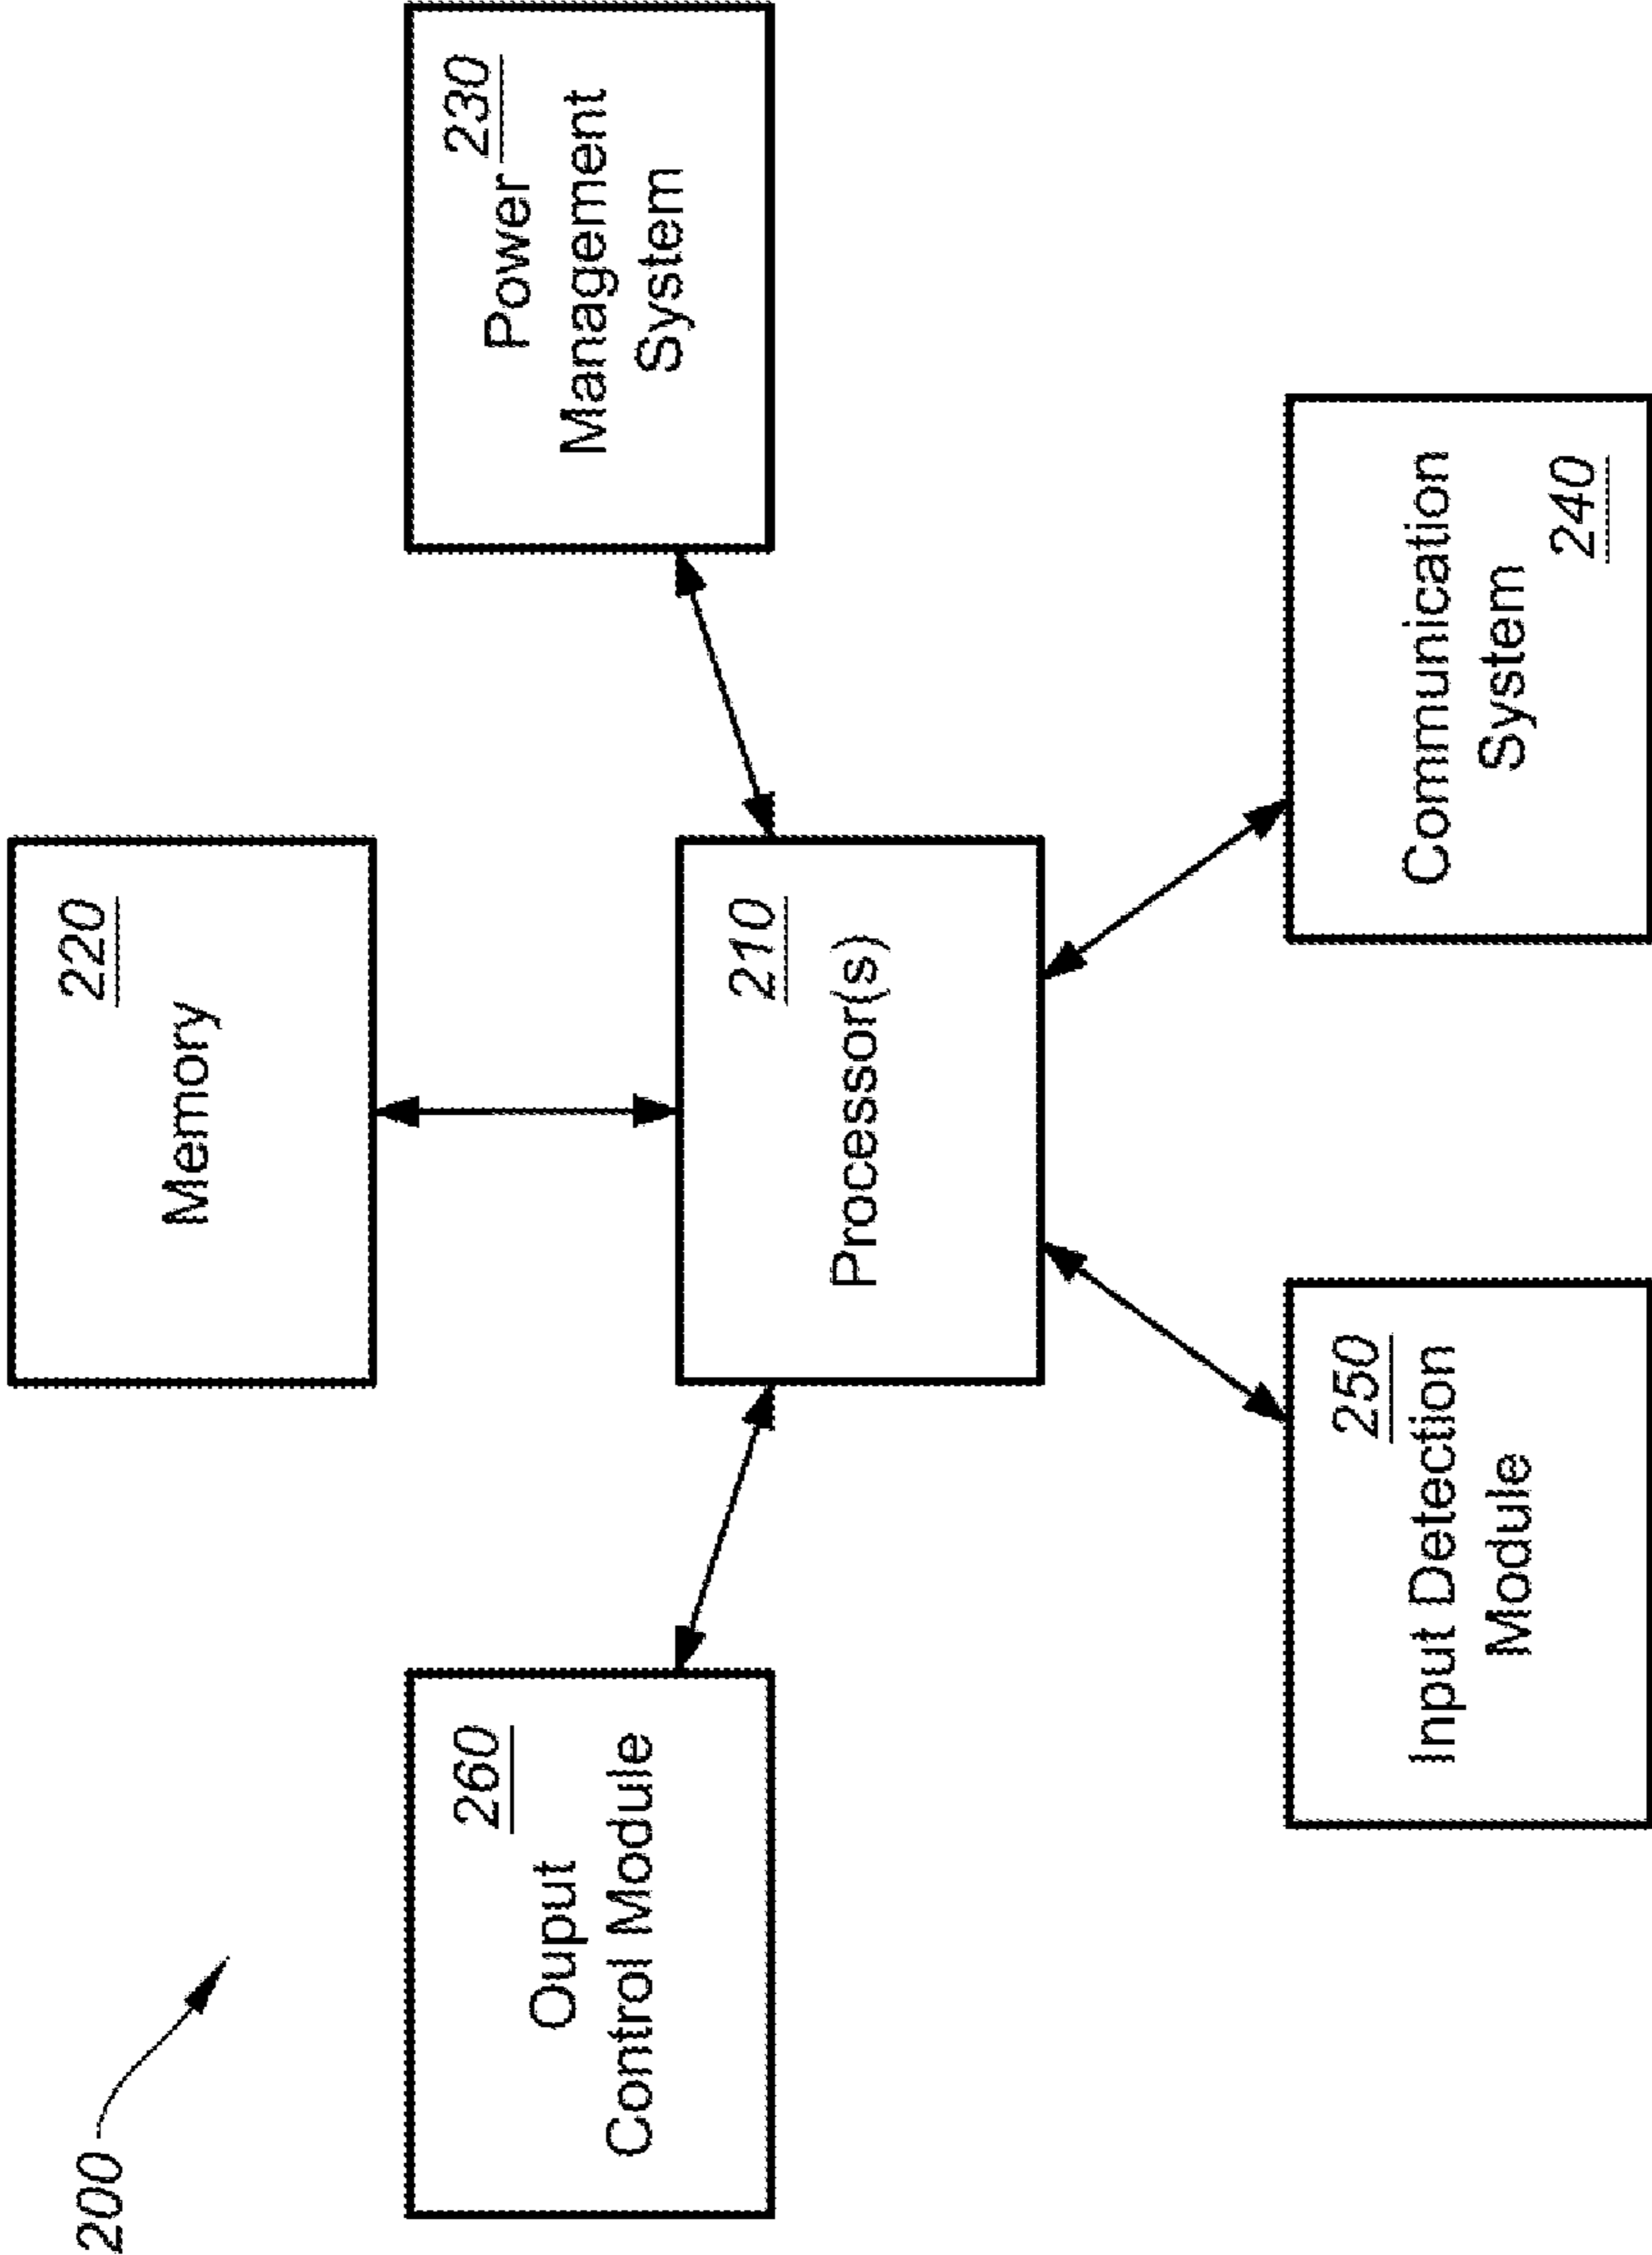 200
220
Memory
260
Ouput
Control Module
210
Processor(s)
230
Power
Management
System
250
Input Detection
Module
Communication
System
240